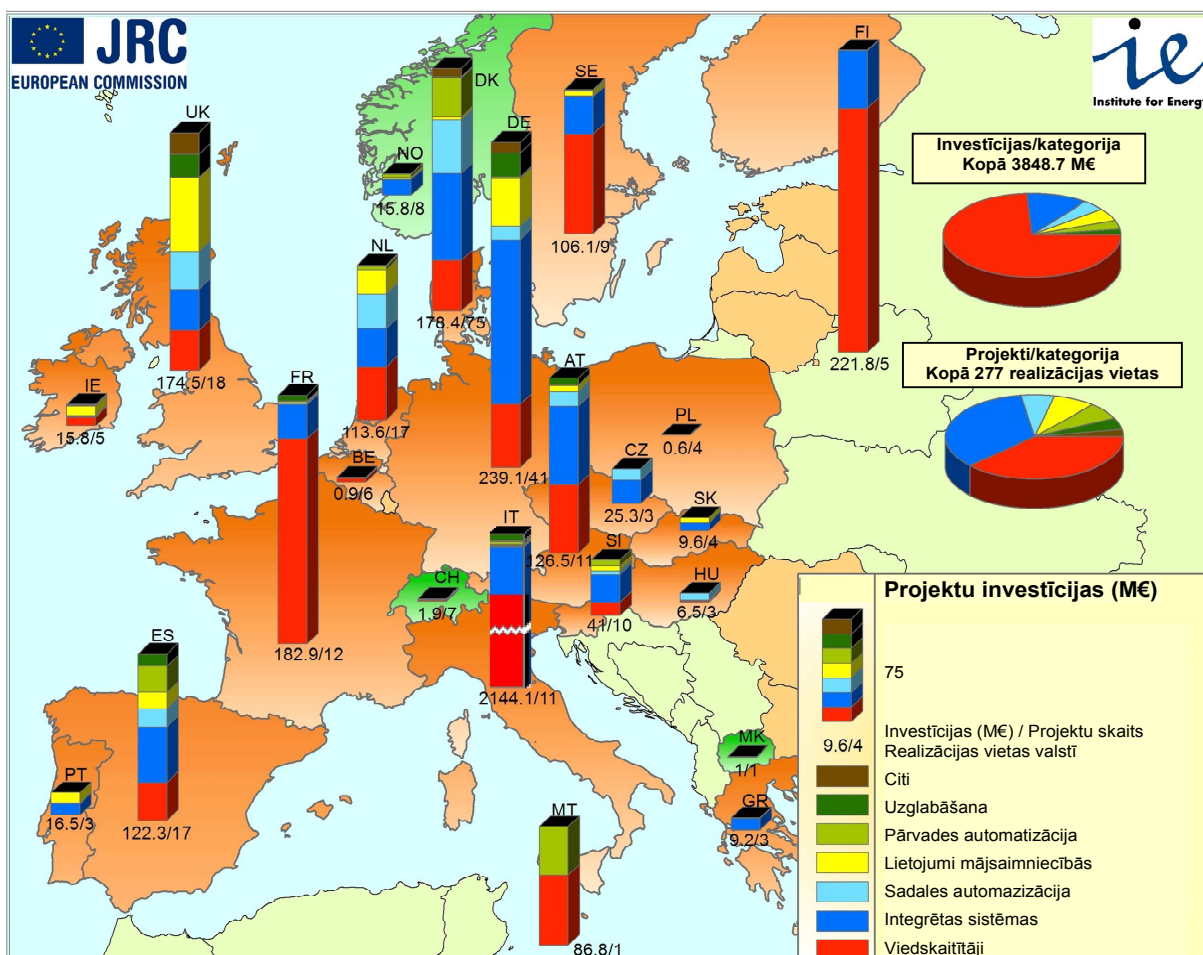 JRC
EUROPEAN COMMISSION
ie
Institute for Energy
FI
DK
SE
UK
DE
NO
15.8/8
Investīcijas/kategorija
Kopā 3848.7 M€
106.1/9
NL
178.4/75
Projekti/kategorija
Kopā 277 realizācijas vietas
221.8/5
174.5/18
AT
FR
IE
15.8/5
PL
0.6/4
113.6/17
BE
0.9/6
CZ
239.1/41
25.3/3
SK
9.6/4
IT
SI
126.5/11
CH
1.9/7
HU
6.5/3
41/10
ES
182.9/12
2144.1/11
Projektu investīcijas (M€)
75
Investīcijas (M€) / Projektu skaits
9.6/4
Realizācijas vietas valstī
MK
1/1
PT
16.5/3
122.3/17
MT
GR
9.2/3
86.8/1
Citi
Uzglabāšana
Pārvades automatizācija
Lietojumi mājsaimniecībās
Sadales automazizācija
Integrētas sistēmas
Viedskaitītāji